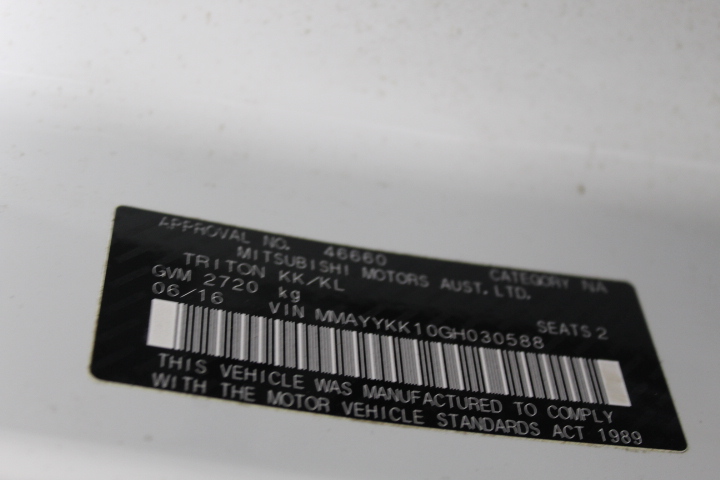 APPROVAL NO. 46660 CATEGORY NA
MITSUBISHI MOTORS AUST. LTD.
TRITON KK/KL
GVM 2720 kg SEATS 2
06/16 VIN MMAYYKK10GH030588
THIS VEHICLE WAS MANUFACTURED TO COMPLY
WITH THE MOTOR VEHICLE STANDARDS ACT 1989